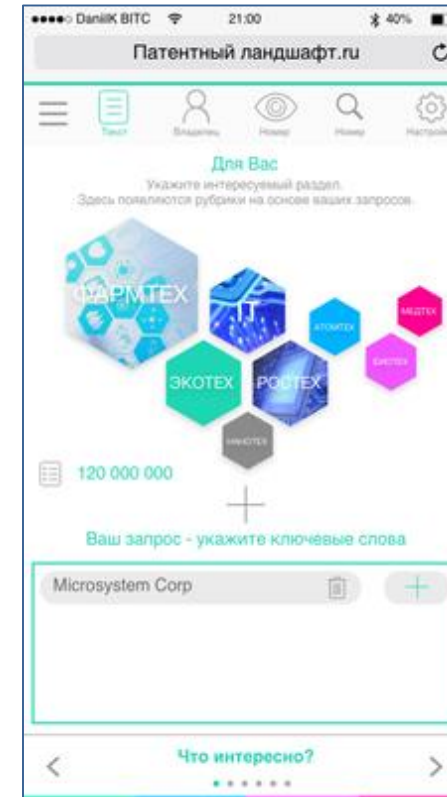 DaniilK BITC 21:00 40%
Патентный ландшафт.ru
Текст Владелец Номер Номер Настройк
Для Вас
Укажите интересуемый раздел.
Здесь появляются рубрики на основе ваших запросов.
ФАРМТЕХ
IT
АТОМТЕХ
МЕДТЕХ
ЭКОТЕХ
РОСТЕХ
БИОТЕХ
НАНОТЕХ
120 000 000
Ваш запрос - укажите ключевые слова
Microsystem Corp
Что интересно?